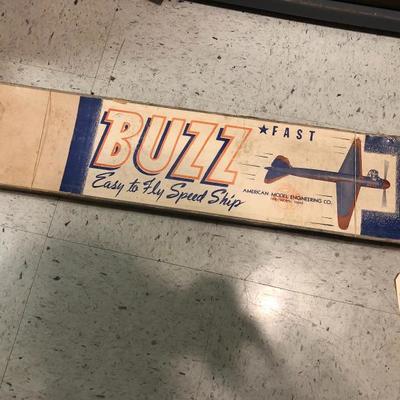 BUZZ
★FAST
Easy to Fly Speed Ship
AMERICAN MODEL ENGINEERING CO.